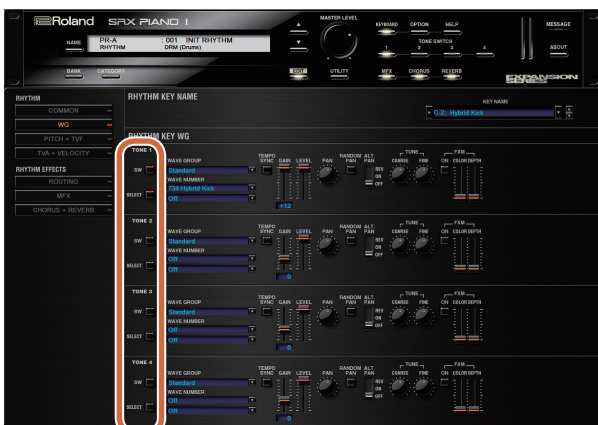 Roland SRX PIANO I
MASTER LEVEL
KEYBOARD OPTION HELP
MESSAGE
NAME PR-A : 001 INIT RHYTHM
RHYTHM DRM (Drums)
TONE SWITCH
1 2 3 4
ABOUT
BANK CATEGORY
EDIT UTILITY MFX CHORUS REVERB
EXPANSION
SERIES
RHYTHM
COMMON
WG
PITCH + TVF
TVA + VELOCITY
RHYTHM EFFECTS
ROUTING
MFX
CHORUS + REVERB
RHYTHM KEY NAME
KEY NAME
C 2: Hybrid Kick
RHYTHM KEY WG
TONE 1
SW
SELECT
WAVE GROUP
Standard
WAVE NUMBER
734:Hybrid Kick
Off
TEMPO SYNC GAIN LEVEL PAN RANDOM PAN ALT. PAN
REV
ON
OFF
+12
TUNE
COARSE FINE
FXM
ON COLOR DEPTH
TONE 2
SW
SELECT
WAVE GROUP
Standard
WAVE NUMBER
Off
Off
TEMPO SYNC GAIN LEVEL PAN RANDOM PAN ALT. PAN
REV
ON
OFF
0
TUNE
COARSE FINE
FXM
ON COLOR DEPTH
TONE 3
SW
SELECT
WAVE GROUP
Standard
WAVE NUMBER
Off
Off
TEMPO SYNC GAIN LEVEL PAN RANDOM PAN ALT. PAN
REV
ON
OFF
0
TUNE
COARSE FINE
FXM
ON COLOR DEPTH
TONE 4
SW
SELECT
WAVE GROUP
Standard
WAVE NUMBER
Off
Off
TEMPO SYNC GAIN LEVEL PAN RANDOM PAN ALT. PAN
REV
ON
OFF
0
TUNE
COARSE FINE
FXM
ON COLOR DEPTH